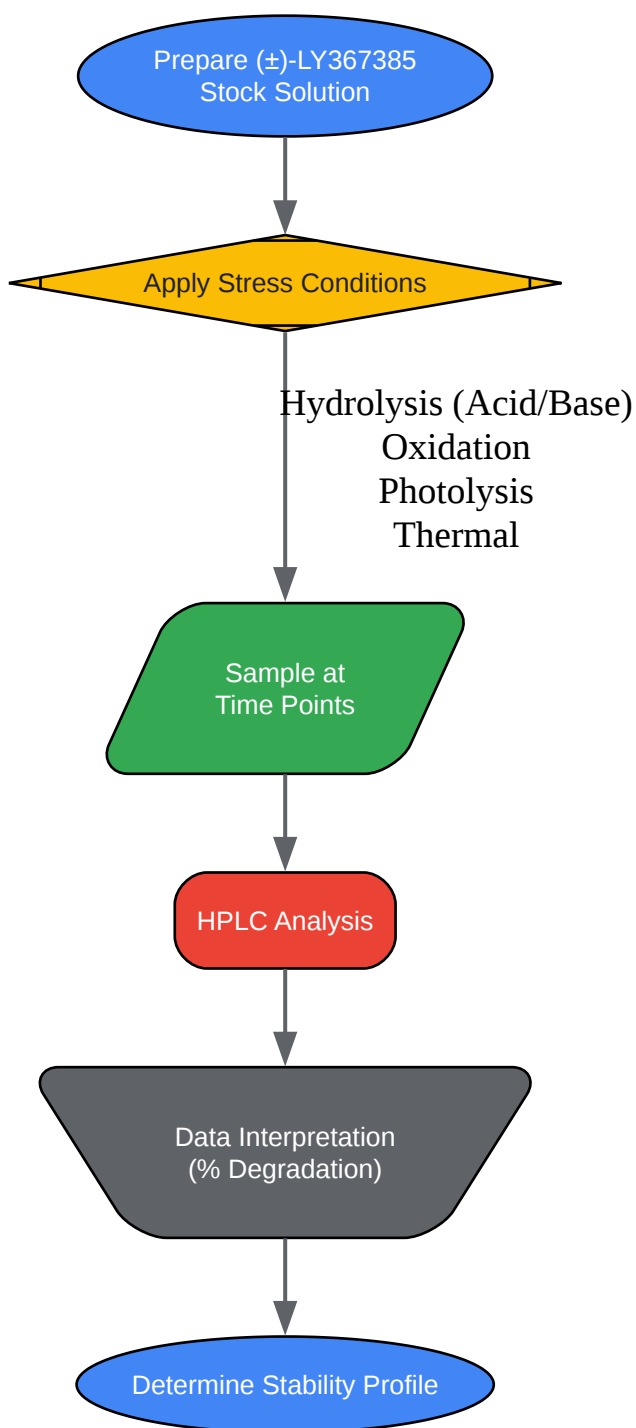 Prepare (±)-LY367385
Stock Solution
Apply Stress Conditions
Hydrolysis (Acid/Base)
Oxidation
Photolysis
Thermal
Sample at
Time Points
HPLC Analysis
Data Interpretation
(% Degradation)
Determine Stability Profile